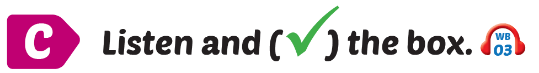 C Listen and (✓) the box. WB 03